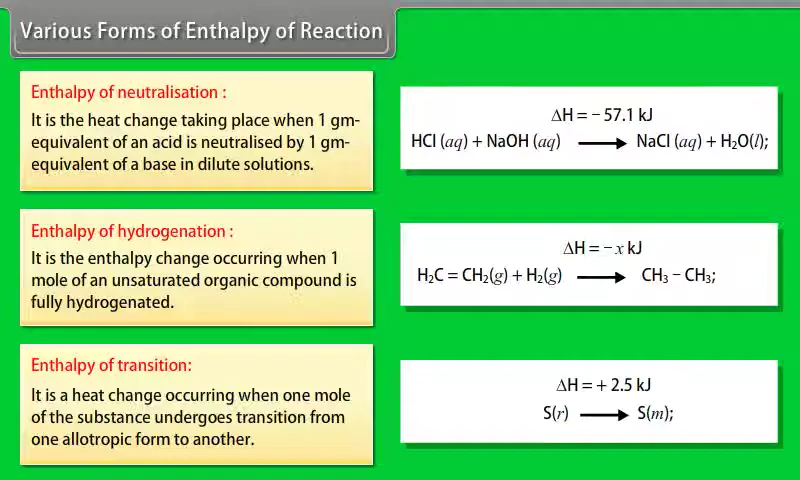 Various Forms of Enthalpy of Reaction
Enthalpy of neutralisation :
It is the heat change taking place when 1 gm-
equivalent of an acid is neutralised by 1 gm-
equivalent of a base in dilute solutions.
ΔH = − 57.1 kJ
HCl (aq) + NaOH (aq) ⟶ NaCl (aq) + H₂O(l);
Enthalpy of hydrogenation :
It is the enthalpy change occurring when 1
mole of an unsaturated organic compound is
fully hydrogenated.
ΔH = − x kJ
H₂C = CH₂(g) + H₂(g) ⟶ CH₃ − CH₃;
Enthalpy of transition:
It is a heat change occurring when one mole
of the substance undergoes transition from
one allotropic form to another.
ΔH = + 2.5 kJ
S(r) ⟶ S(m);